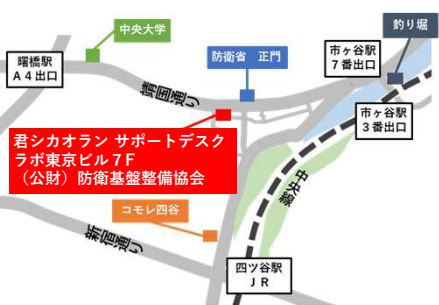 中央大学
釣り堀
曙橋駅
A4出口
防衛省 正門
市ヶ谷駅
7番出口
靖国通り
市ヶ谷駅
3番出口
君シカオラン サポートデスク
ラポ東京ビル7F
（公財）防衛基盤整備協会
中央線
コモレ四谷
新宿通り
四ツ谷駅
JR